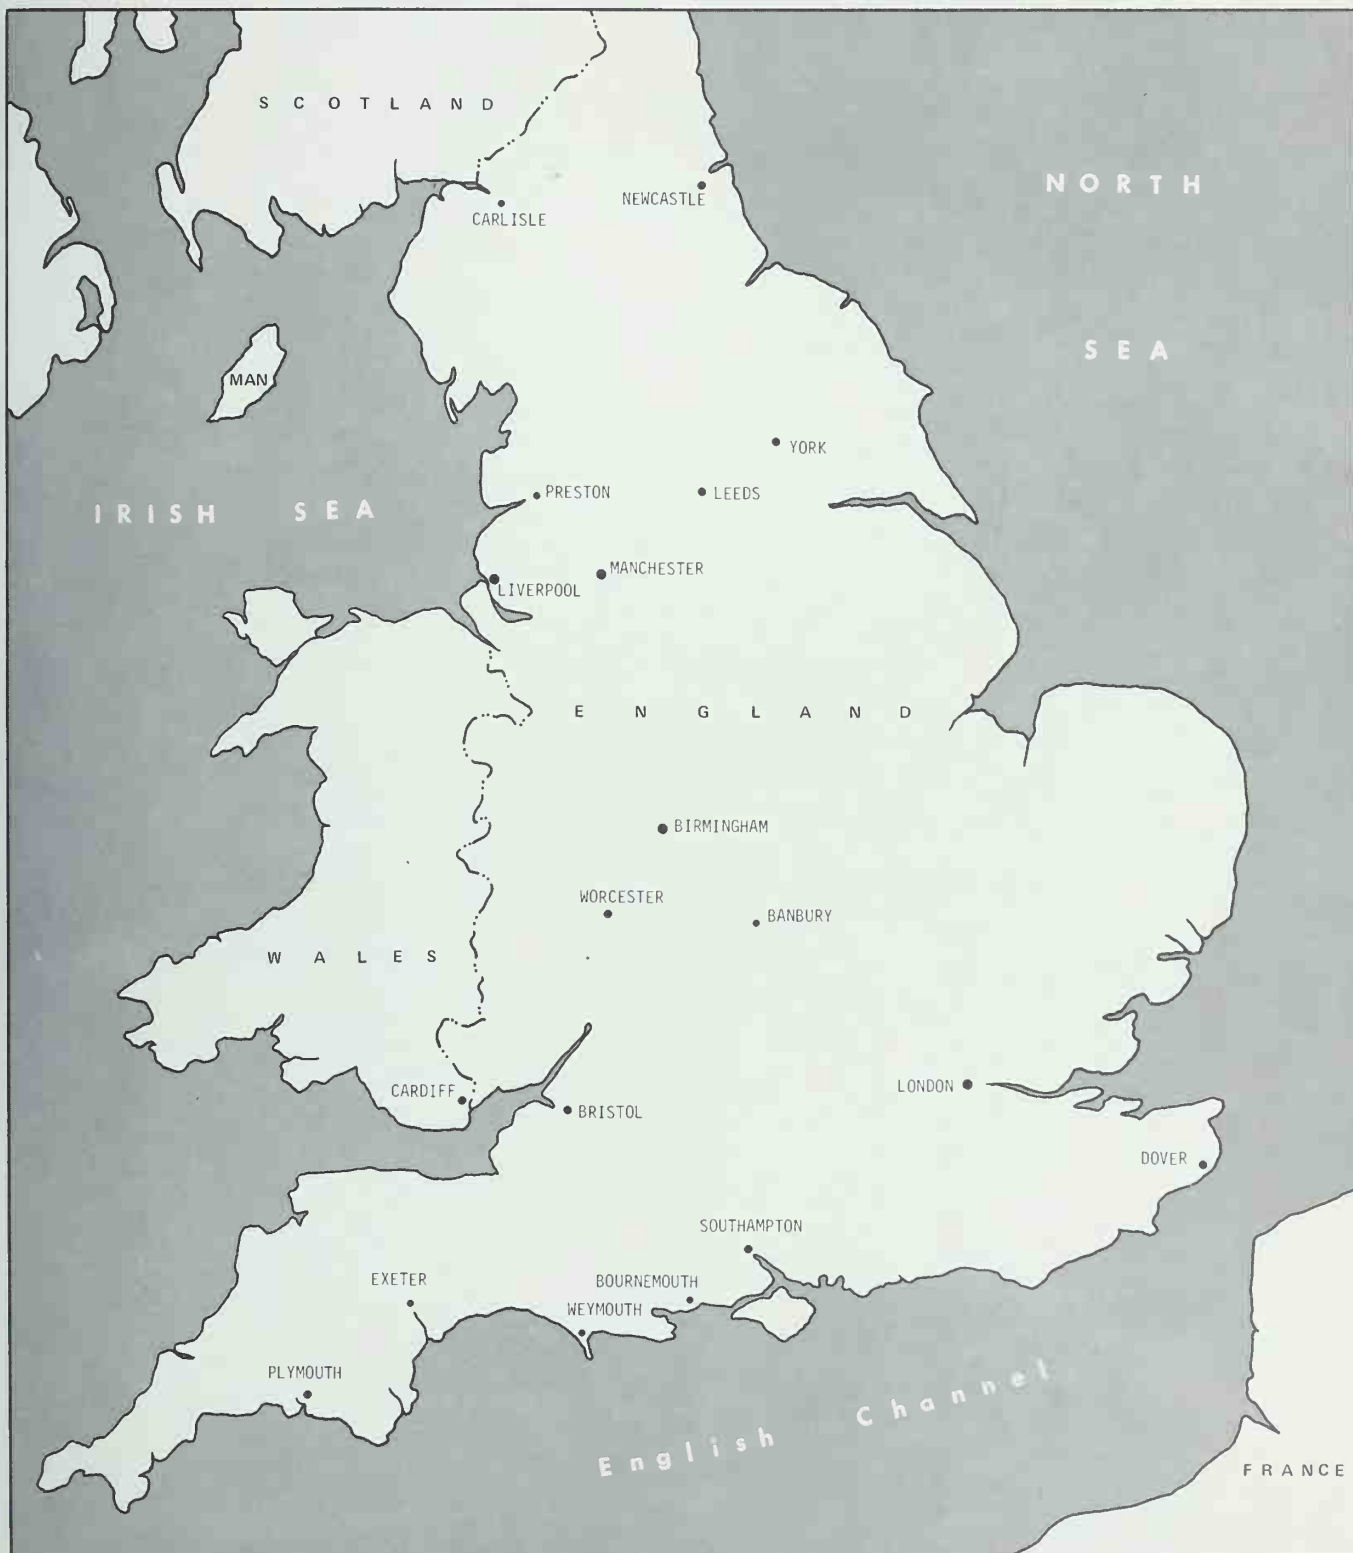 SCOTLAND
NORTH
NEWCASTLE
CARLISLE
SEA
MAN
YORK
PRESTON
LEEDS
IRISH SEA
MANCHESTER
LIVERPOOL
ENGLAND
BIRMINGHAM
WORCESTER
BANBURY
WALES
LONDON
CARDIFF
BRISTOL
DOVER
SOUTHAMPTON
EXETER
BOURNEMOUTH
WEYMOUTH
PLYMOUTH
English Channel
FRANCE